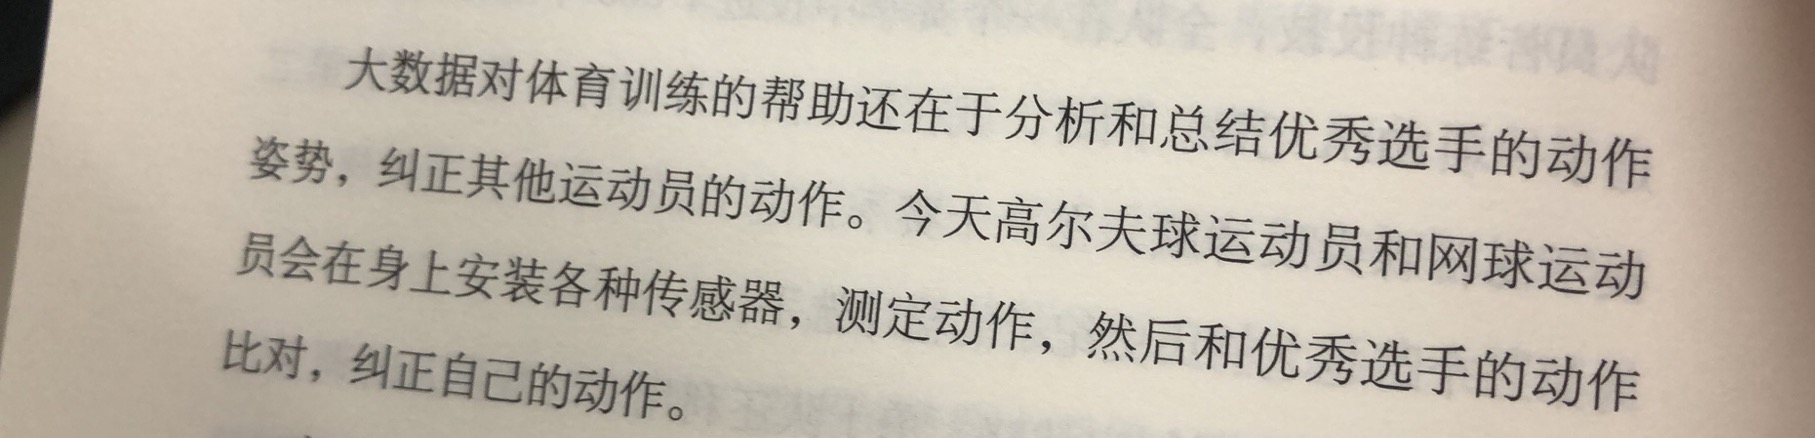 大数据对体育训练的帮助还在于分析和总结优秀选手的动作
姿势，纠正其他运动员的动作。今天高尔夫球运动员和网球运动
员会在身上安装各种传感器，测定动作，然后和优秀选手的动作
比对，纠正自己的动作。